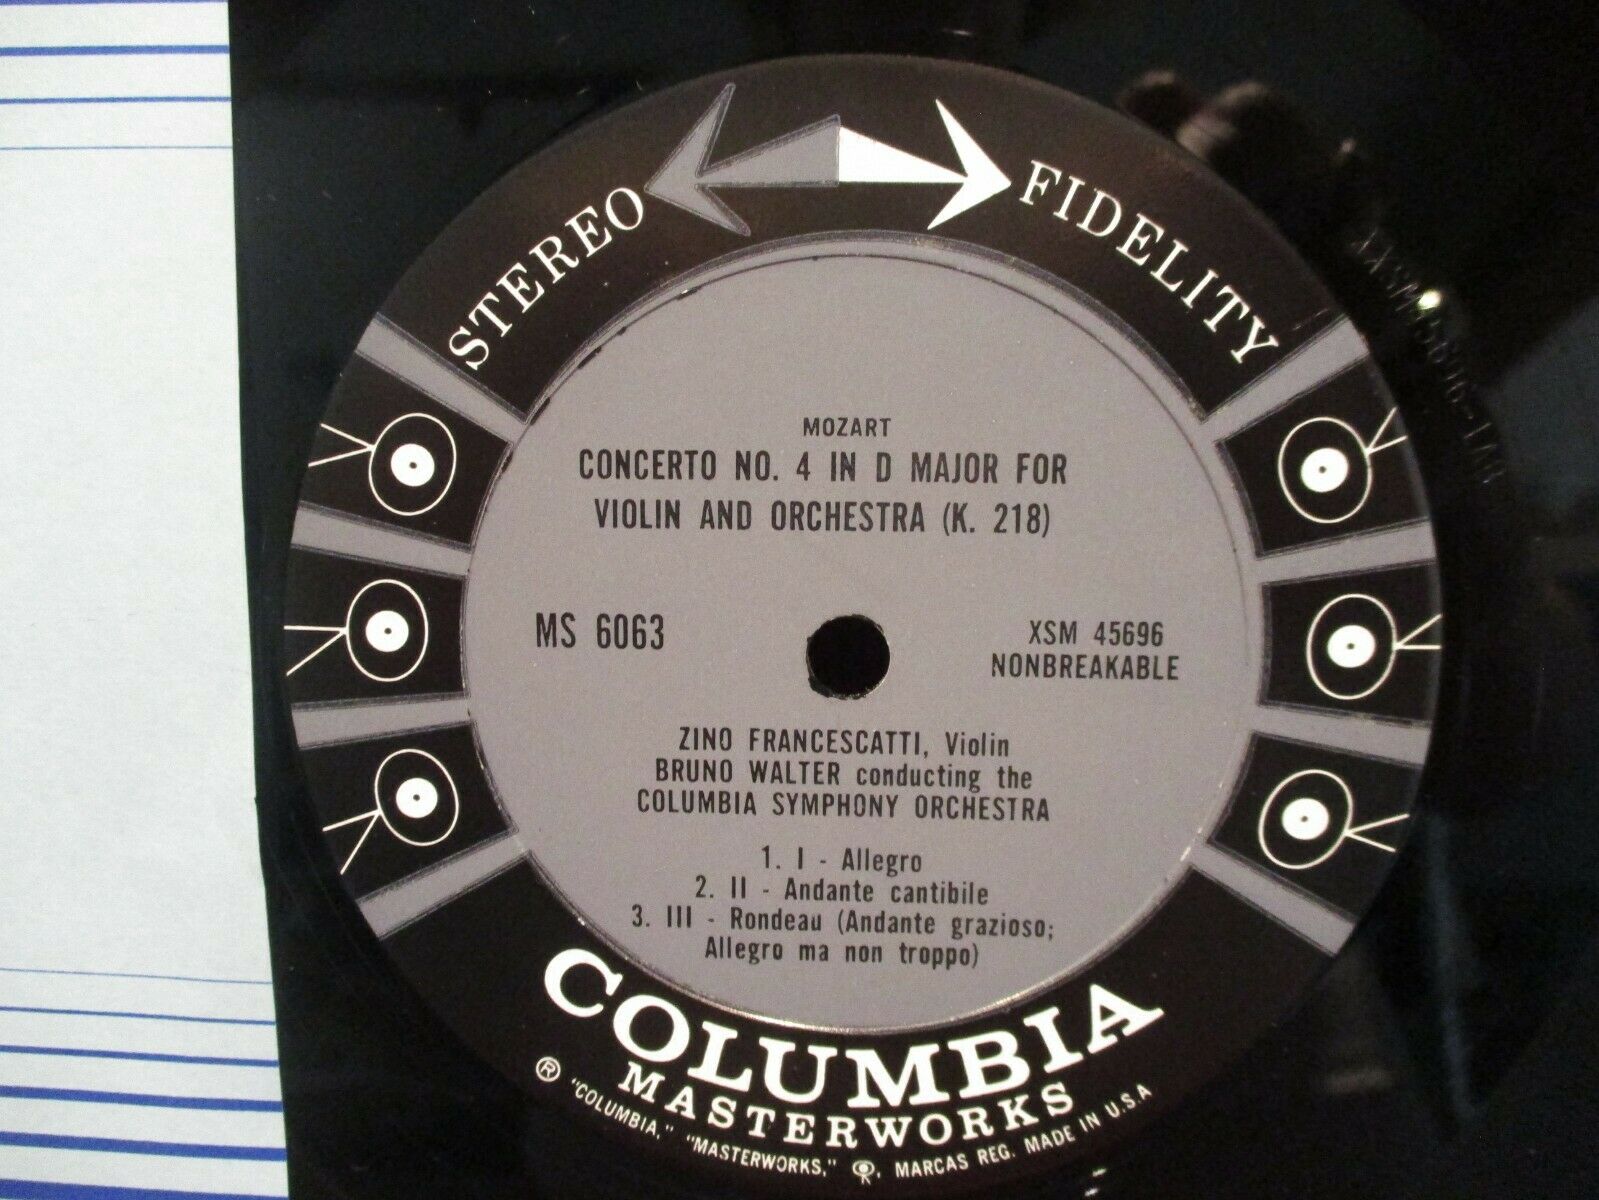 STEREO FIDELITY
MOZART
CONCERTO NO. 4 IN D MAJOR FOR
VIOLIN AND ORCHESTRA (K. 218)
MS 6063
XSM 45696
NONBREAKABLE
ZINO FRANCESCATTI, Violin
BRUNO WALTER conducting the
COLUMBIA SYMPHONY ORCHESTRA
1. I - Allegro
2. II - Andante cantibile
3. III - Rondeau (Andante grazioso;
Allegro ma non troppo)
COLUMBIA
MASTERWORKS
® "COLUMBIA," "MASTERWORKS," , MARCAS REG. MADE IN U.S.A